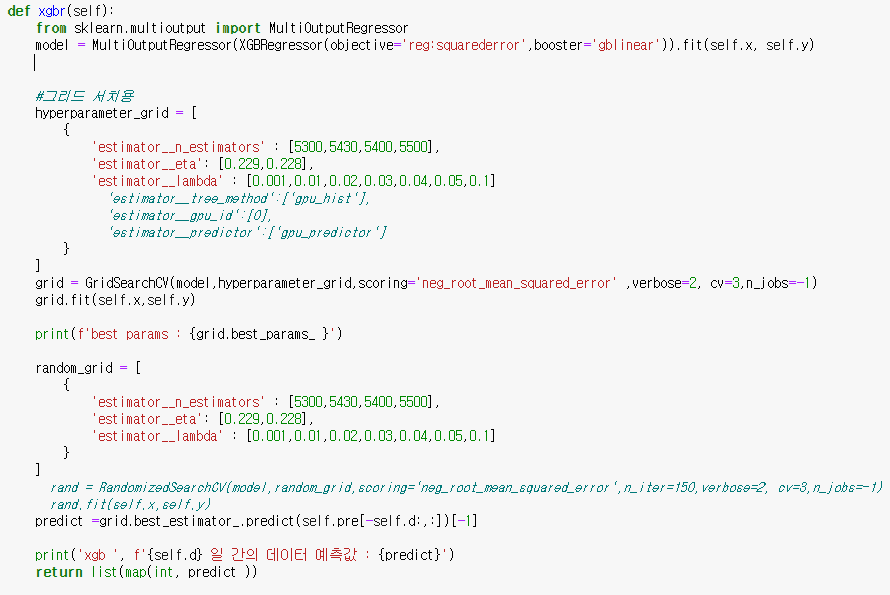 def xgbr(self):
    from sklearn.multioutput import MultiOutputRegressor
    model = MultiOutputRegressor(XGBRegressor(objective='reg:squarederror',booster='gblinear')).fit(self.x, self.y)
    #그리드 서치용
    hyperparameter_grid = [
        {
            'estimator__n_estimators' : [5300,5430,5400,5500],
            'estimator__eta': [0.229,0.228],
            'estimator__lambda' : [0.001,0.01,0.02,0.03,0.04,0.05,0.1]
              'estimator__tree_method':['gpu_hist'],
              'estimator__gpu_id':[0],
              'estimator__predictor':['gpu_predictor']
        }
    ]
    grid = GridSearchCV(model,hyperparameter_grid,scoring='neg_root_mean_squared_error' ,verbose=2, cv=3,n_jobs=-1)
    grid.fit(self.x,self.y)
    print(f'best params : {grid.best_params_ }')
    random_grid = [
        {
            'estimator__n_estimators' : [5300,5430,5400,5500],
            'estimator__eta': [0.229,0.228],
            'estimator__lambda' : [0.001,0.01,0.02,0.03,0.04,0.05,0.1]
        }
    ]
      rand = RandomizedSearchCV(model,random_grid,scoring='neg_root_mean_squared_error',n_iter=150,verbose=2, cv=3,n_jobs=-1)
      rand.fit(self.x,self.y)
    predict =grid.best_estimator_.predict(self.pre[-self.d:,:])[-1]
    print('xgb ', f'{self.d} 일 간의 데이터 예측값 : {predict}')
    return list(map(int, predict ))